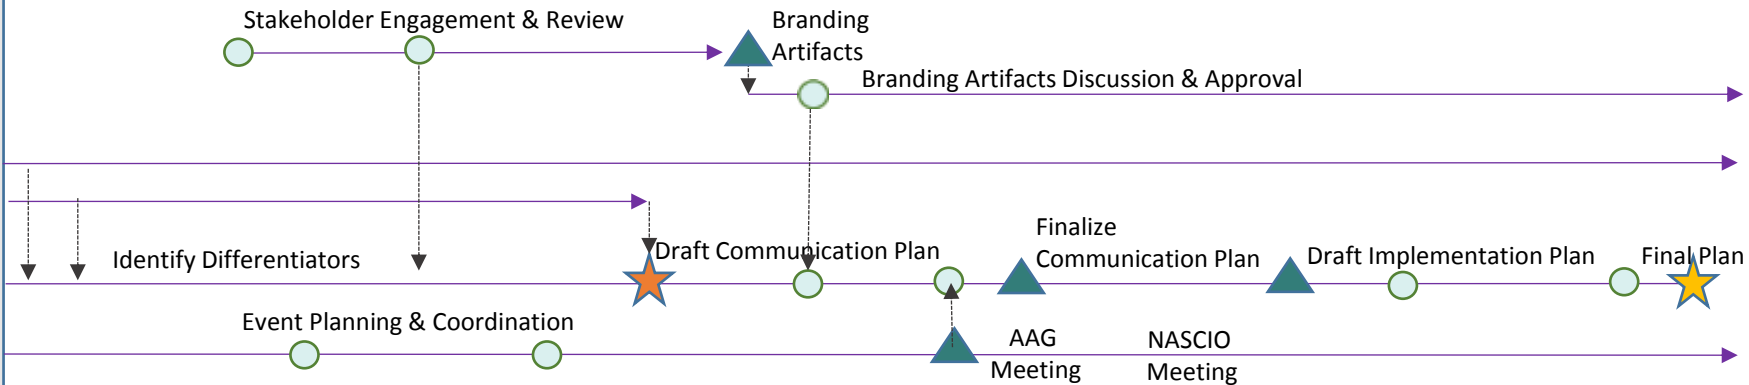 Stakeholder Engagement & Review
Branding
Artifacts
Branding Artifacts Discussion & Approval
Identify Differentiators
Draft Communication Plan
Finalize
Communication Plan
Draft Implementation Plan
Final Plan
Event Planning & Coordination
AAG
Meeting
NASCIO
Meeting